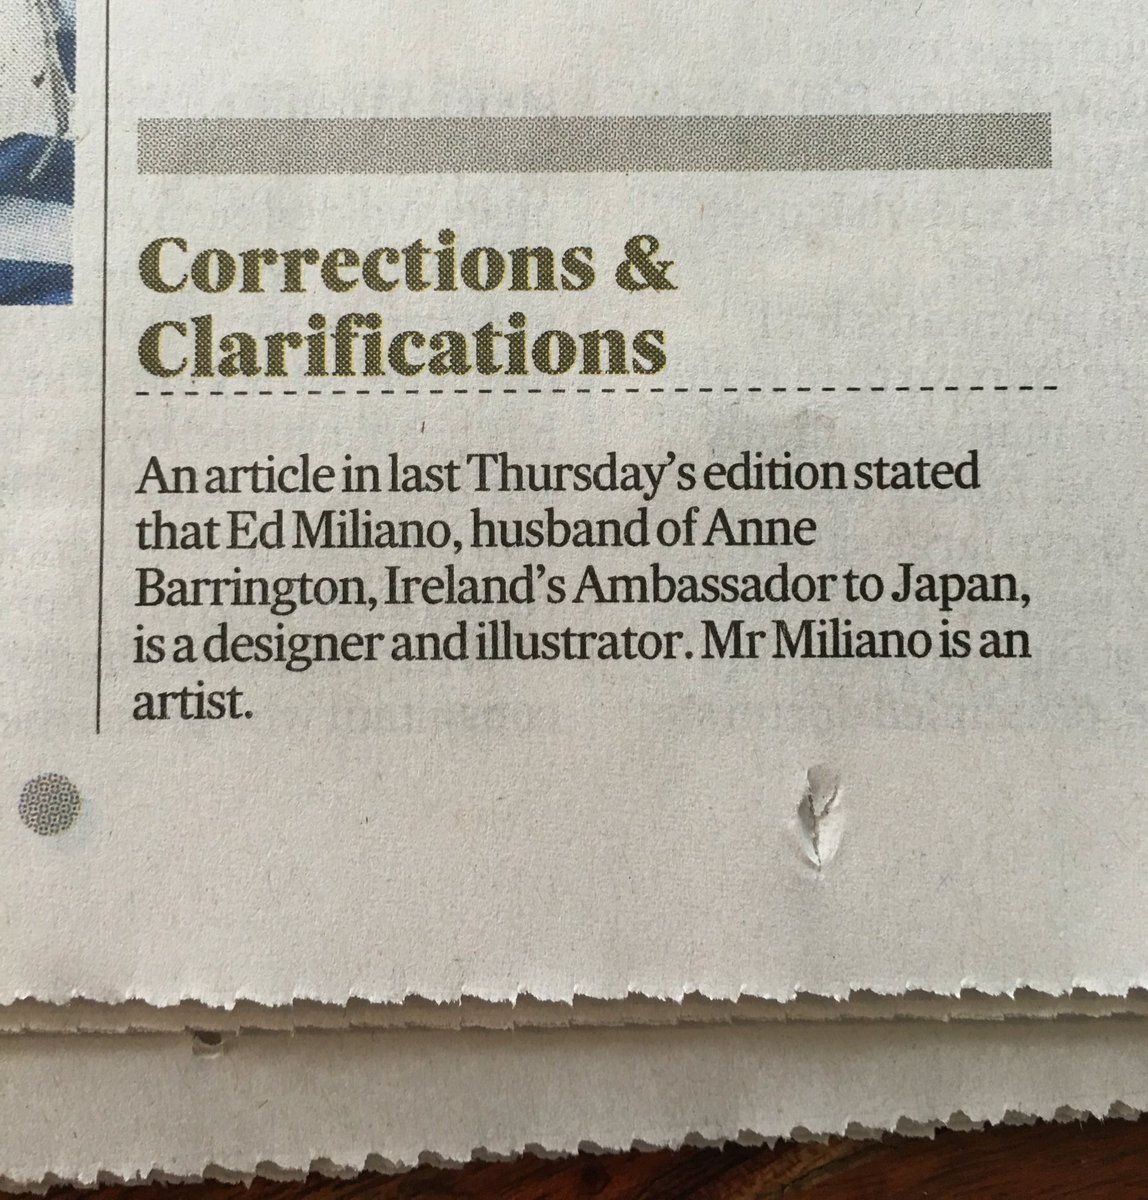 Corrections &
Clarifications
An article in last Thursday's edition stated
that Ed Miliano, husband of Anne
Barrington, Ireland's Ambassador to Japan,
is a designer and illustrator. Mr Miliano is an
artist.